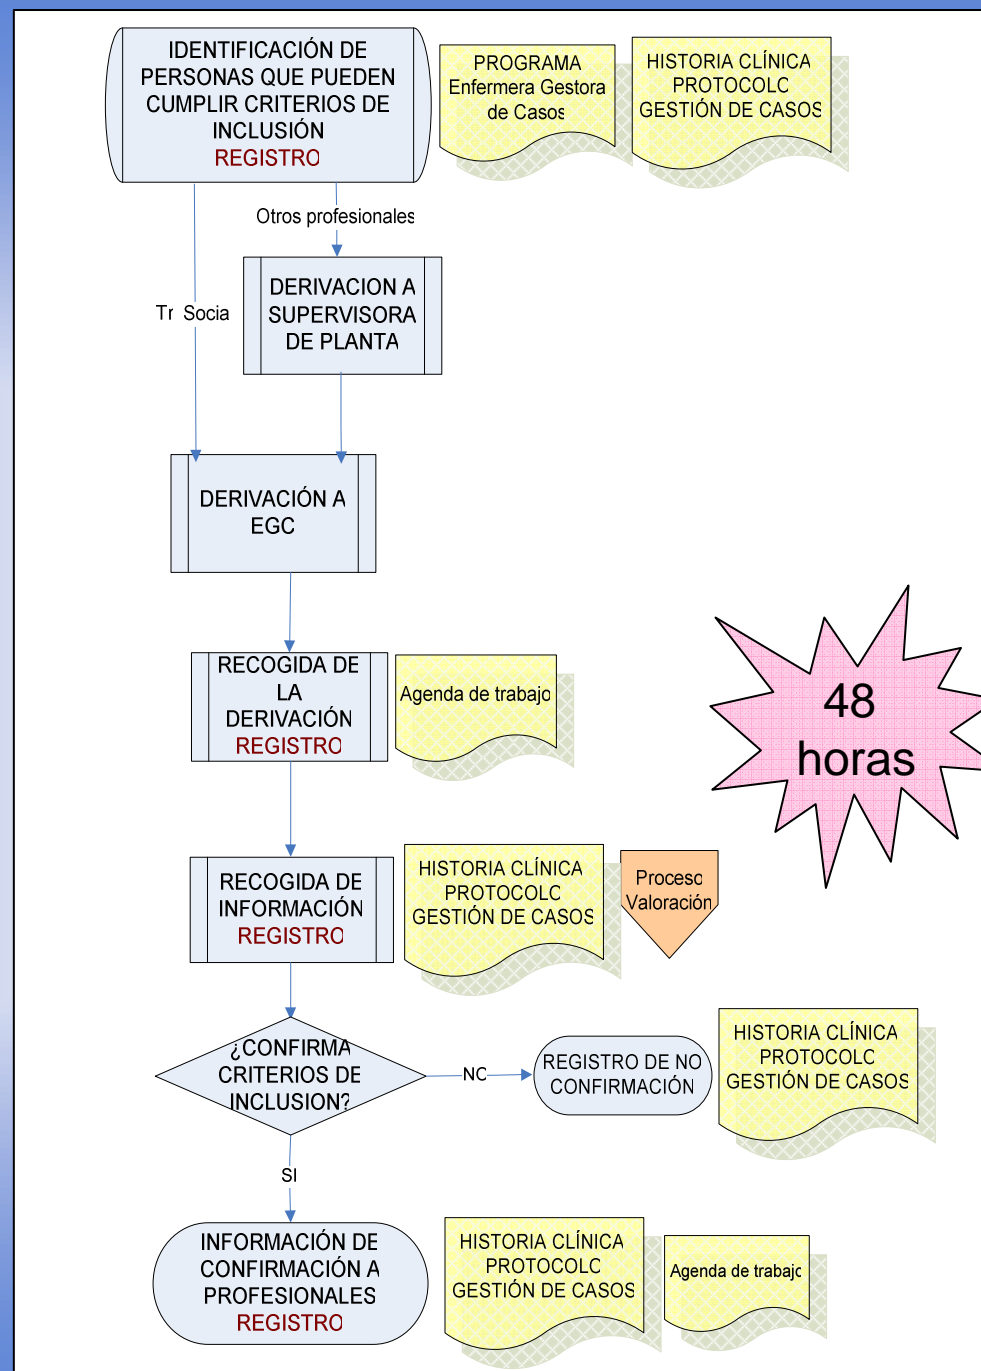 IDENTIFICACIÓN DE
PERSONAS QUE PUEDEN
CUMPLIR CRITERIOS DE
INCLUSIÓN
REGISTRO
PROGRAMA
Enfermera Gestora
de Casos
HISTORIA CLÍNICA
PROTOCOLO
GESTIÓN DE CASOS
Otros profesionales
DERIVACION A
SUPERVISORA
DE PLANTA
Tr Socia
DERIVACIÓN A
EGC
RECOGIDA DE
LA
DERIVACIÓN
REGISTRO
Agenda de trabajo
48
horas
RECOGIDA DE
INFORMACIÓN
REGISTRO
HISTORIA CLÍNICA
PROTOCOLO
GESTIÓN DE CASOS
Proceso
Valoración
¿CONFIRMA
CRITERIOS DE
INCLUSION?
NO
REGISTRO DE NO
CONFIRMACIÓN
HISTORIA CLÍNICA
PROTOCOLO
GESTIÓN DE CASOS
SI
INFORMACIÓN DE
CONFIRMACIÓN A
PROFESIONALES
REGISTRO
HISTORIA CLÍNICA
PROTOCOLO
GESTIÓN DE CASOS
Agenda de trabajo